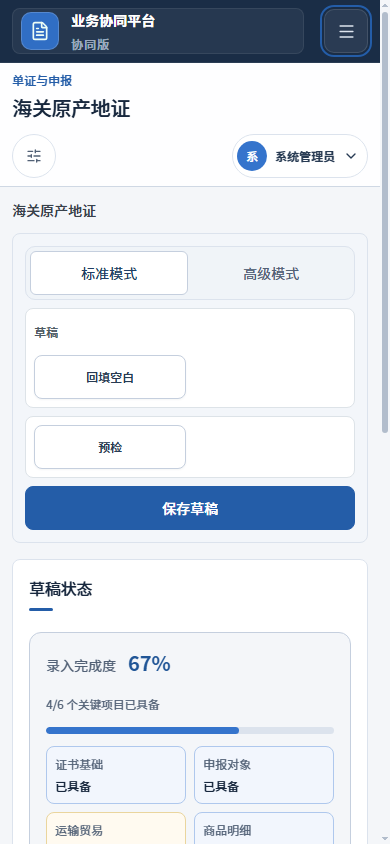 业务协同平台
协同版
单证与申报
海关原产地证
系 系统管理员
海关原产地证
标准模式 高级模式
草稿
回填空白
预检
保存草稿
草稿状态
录入完成度 67%
4/6 个关键项目已具备
证书基础 申报对象
已具备 已具备
运输贸易 商品明细